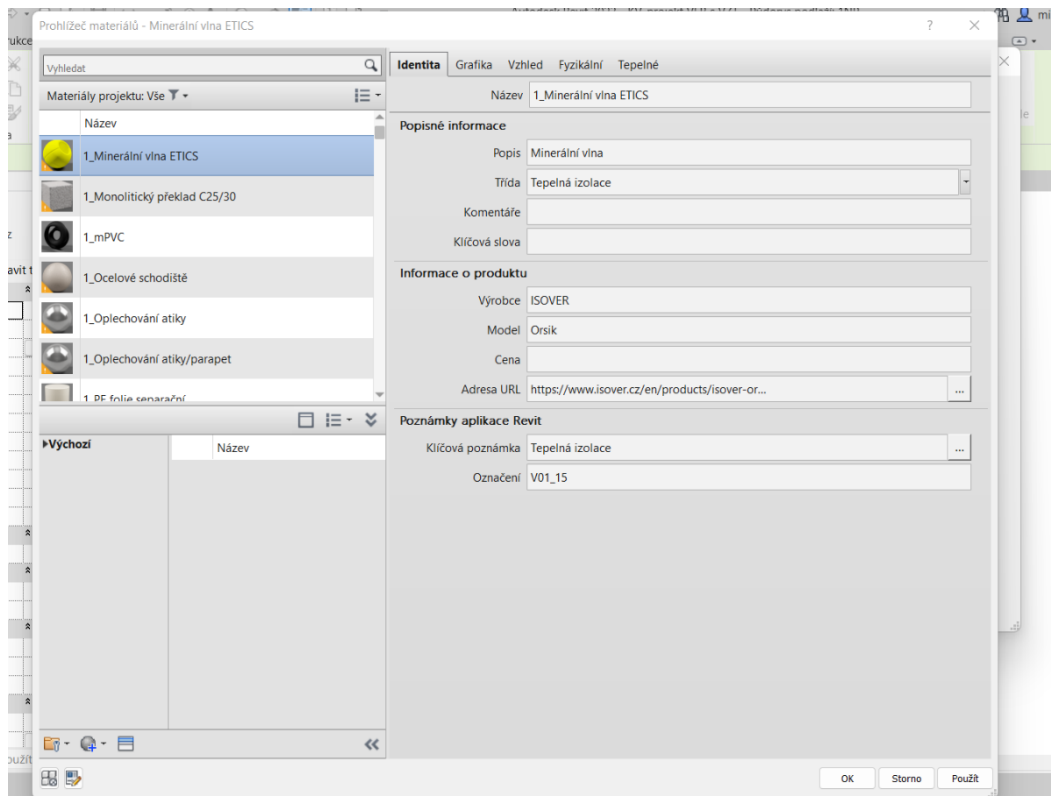 Prohlížeč materiálů - Minerální vlna ETICS
?
Vyhledat
Materiály projektu: Vše
Název
1_Minerální vlna ETICS
1_Monolitický překlad C25/30
1_mPVC
1_Ocelové schodiště
1_Oplechování atiky
1_Oplechování atiky/parapet
1_PE folie separační
Výchozí
Název
Identita Grafika Vzhled Fyzikální Tepelné
Název 1_Minerální vlna ETICS
Popisné informace
Popis Minerální vlna
Třída Tepelná izolace
Komentáře
Klíčová slova
Informace o produktu
Výrobce ISOVER
Model Orsik
Cena
Adresa URL https://www.isover.cz/en/products/isover-or... ...
Poznámky aplikace Revit
Klíčová poznámka Tepelná izolace ...
Označení V01_15
OK Storno Použít